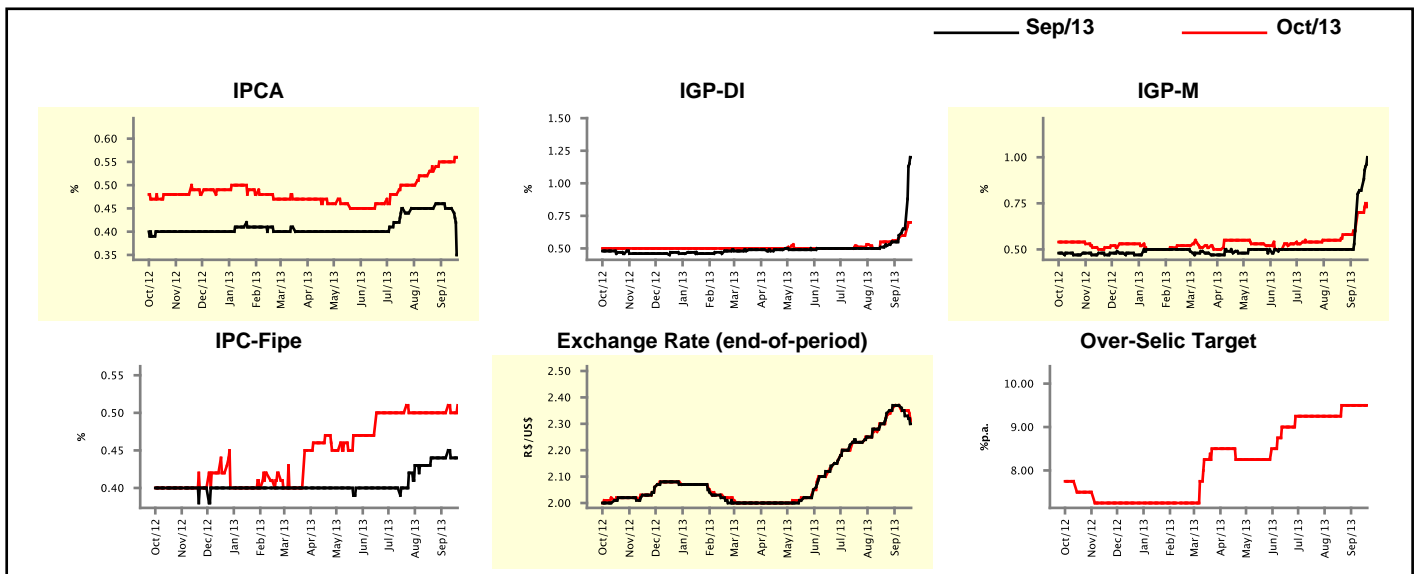 Sep/13 Oct/13
IPCA
%
0.60
0.55
0.50
0.45
0.40
0.35
Oct/12 Nov/12 Dec/12 Jan/13 Feb/13 Mar/13 Apr/13 May/13 Jun/13 Jul/13 Aug/13 Sep/13
IGP-DI
%
1.50
1.25
1.00
0.75
0.50
Oct/12 Nov/12 Dec/12 Jan/13 Feb/13 Mar/13 Apr/13 May/13 Jun/13 Jul/13 Aug/13 Sep/13
IGP-M
%
1.00
0.75
0.50
Oct/12 Nov/12 Dec/12 Jan/13 Feb/13 Mar/13 Apr/13 May/13 Jun/13 Jul/13 Aug/13 Sep/13
IPC-Fipe
%
0.55
0.50
0.45
0.40
Oct/12 Nov/12 Dec/12 Jan/13 Feb/13 Mar/13 Apr/13 May/13 Jun/13 Jul/13 Aug/13 Sep/13
Exchange Rate (end-of-period)
R$/US$
2.50
2.40
2.30
2.20
2.10
2.00
Oct/12 Nov/12 Dec/12 Jan/13 Feb/13 Mar/13 Apr/13 May/13 Jun/13 Jul/13 Aug/13 Sep/13
Over-Selic Target
%p.a.
10.00
9.00
8.00
Oct/12 Nov/12 Dec/12 Jan/13 Feb/13 Mar/13 Apr/13 May/13 Jun/13 Jul/13 Aug/13 Sep/13